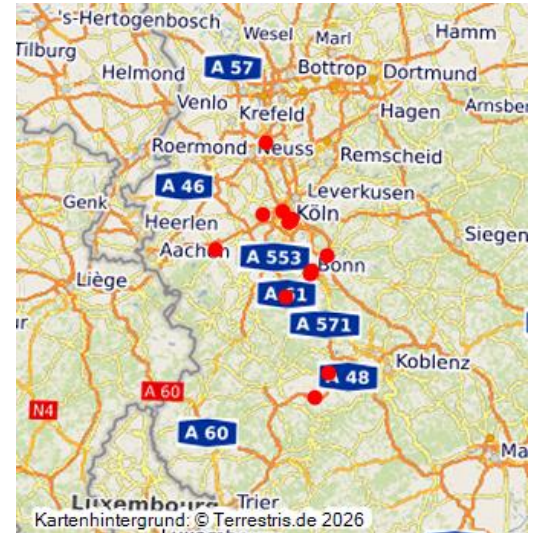 's-Hertogenbosch
Wesel
Marl
Hamm
Tilburg
Helmond
A 57
Bottrop
Dortmund
Venlo
Krefeld
Hagen
Roermond
Neuss
Remscheid
Genk
A 46
Leverkusen
Heerlen
Köln
Siegen
Aachen
A 553
Bonn
Liège
A 61
A 571
Koblenz
A 60
A 48
N4
A 60
Ma
Luxembourg
Trier
Kartenhintergrund: © Terrestris.de 2026